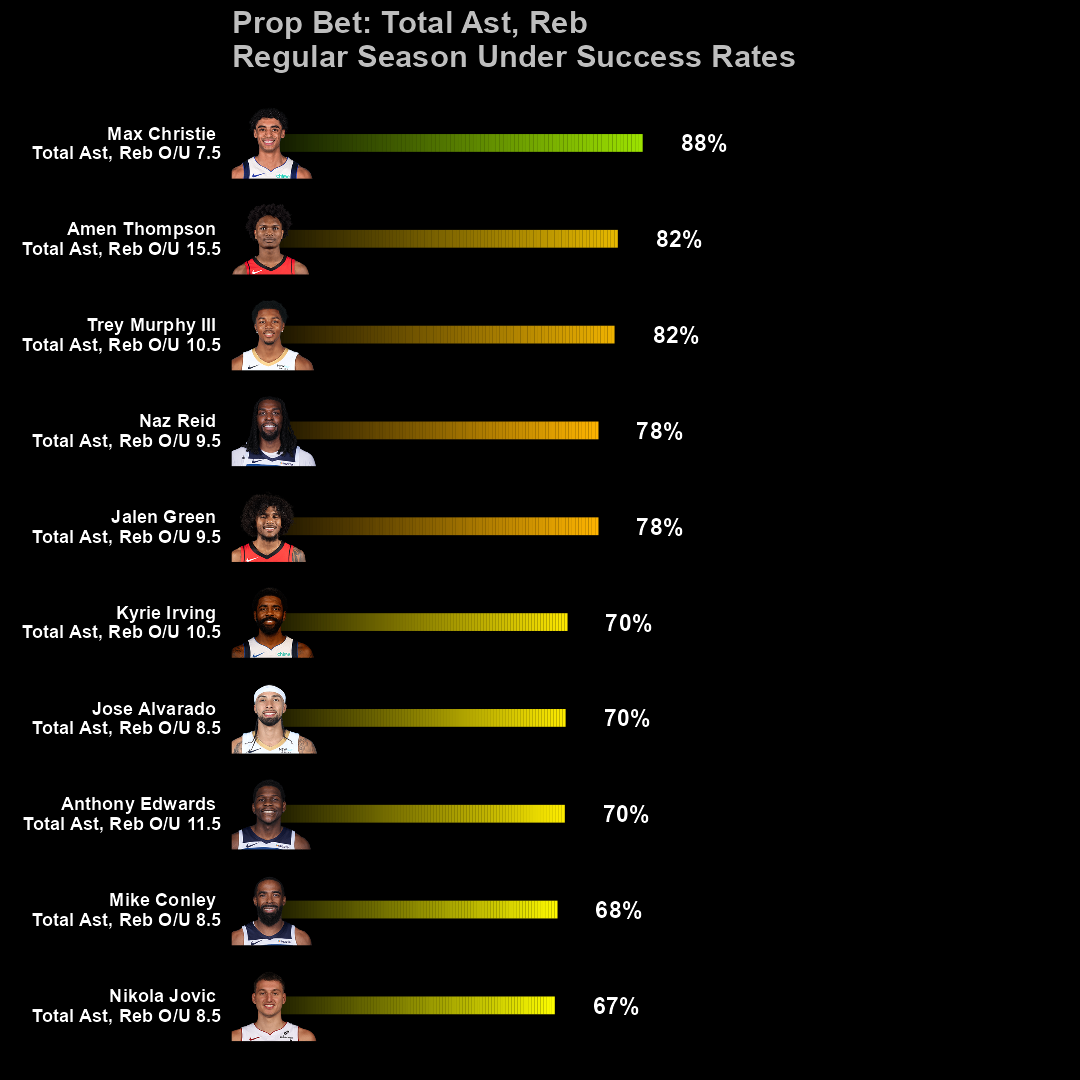 Prop Bet: Total Ast, Reb
Regular Season Under Success Rates
Max Christie
Total Ast, Reb O/U 7.5
88%
Amen Thompson
Total Ast, Reb O/U 15.5
82%
Trey Murphy III
Total Ast, Reb O/U 10.5
82%
Naz Reid
Total Ast, Reb O/U 9.5
78%
Jalen Green
Total Ast, Reb O/U 9.5
78%
Kyrie Irving
Total Ast, Reb O/U 10.5
70%
Jose Alvarado
Total Ast, Reb O/U 8.5
70%
Anthony Edwards
Total Ast, Reb O/U 11.5
70%
Mike Conley
Total Ast, Reb O/U 8.5
68%
Nikola Jovic
Total Ast, Reb O/U 8.5
67%